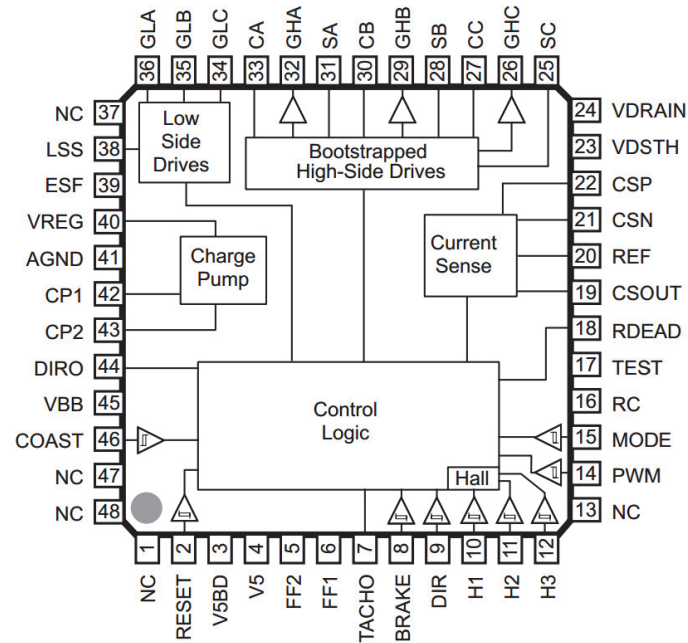 GLA
GLB
GLC
CA
GHA
SA
CB
GHB
SB
CC
GHC
SC
36
35
34
33
32
31
30
29
28
27
26
25
NC 37
LSS 38
ESF 39
VREG 40
AGND 41
CP1 42
CP2 43
DIRO 44
VBB 45
COAST 46
NC 47
NC 48
Low
Side
Drives
Bootstrapped
High-Side Drives
Charge
Pump
Current
Sense
Control
Logic
Hall
24 VDRAIN
23 VDSTH
22 CSP
21 CSN
20 REF
19 CSOUT
18 RDEAD
17 TEST
16 RC
15 MODE
14 PWM
13 NC
1
2
3
4
5
6
7
8
9
10
11
12
NC
RESET
V5BD
V5
FF2
FF1
TACHO
BRAKE
DIR
H1
H2
H3